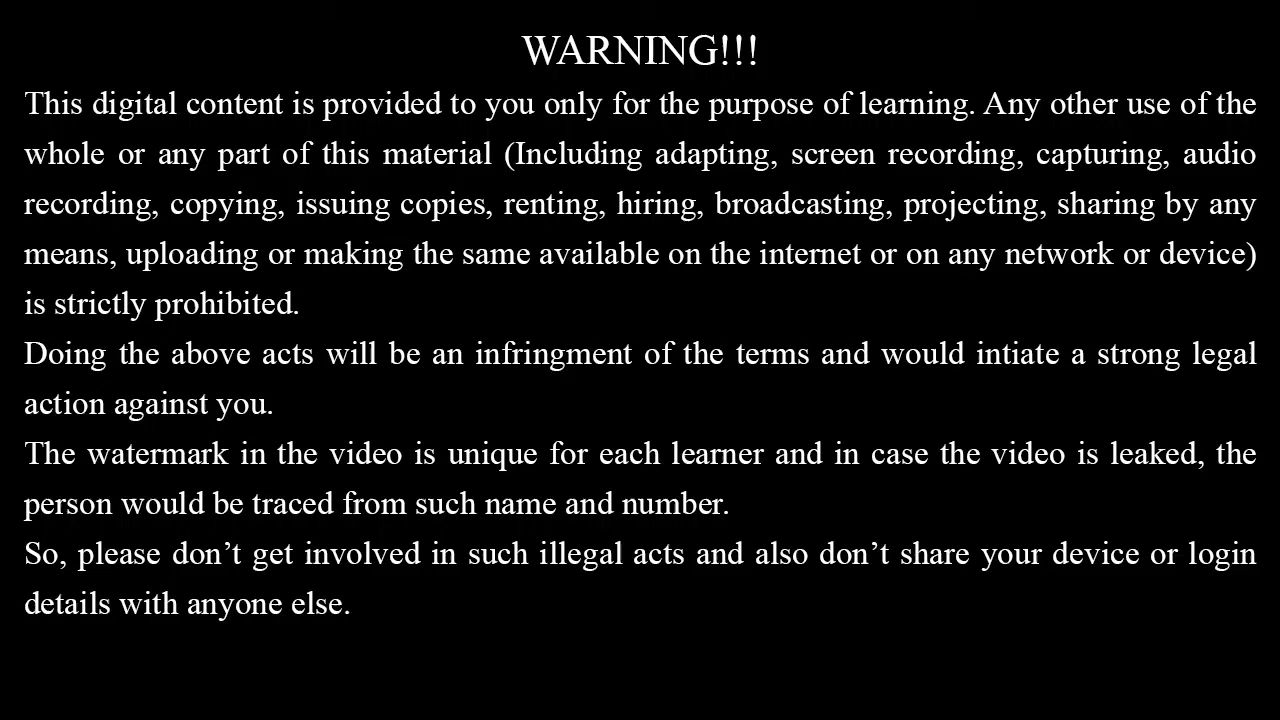 WARNING!!!
This digital content is provided to you only for the purpose of learning. Any other use of the
whole or any part of this material (Including adapting, screen recording, capturing, audio
recording, copying, issuing copies, renting, hiring, broadcasting, projecting, sharing by any
means, uploading or making the same available on the internet or on any network or device)
is strictly prohibited.
Doing the above acts will be an infringment of the terms and would intiate a strong legal
action against you.
The watermark in the video is unique for each learner and in case the video is leaked, the
person would be traced from such name and number.
So, please don’t get involved in such illegal acts and also don’t share your device or login
details with anyone else.